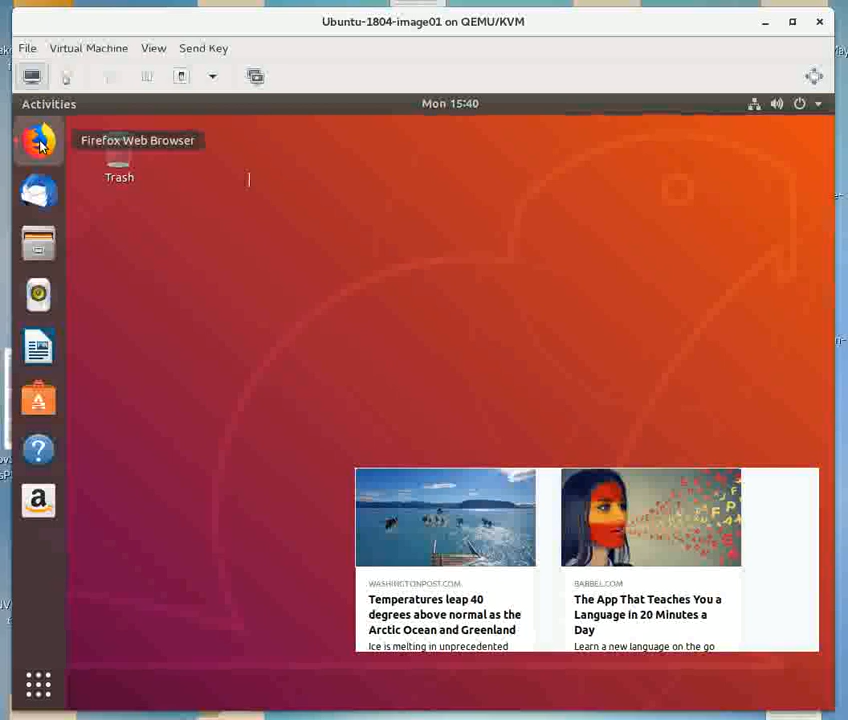 Ubuntu-1804-image01 on QEMU/KVM
File Virtual Machine View Send Key
Activities
Mon 15:40
Firefox Web Browser
Trash
WASHINGTONPOST.COM
Temperatures leap 40
degrees above normal as the
Arctic Ocean and Greenland
Ice is melting in unprecedented
BABBEL.COM
The App That Teaches You a
Language in 20 Minutes a
Day
Learn a new language on the go